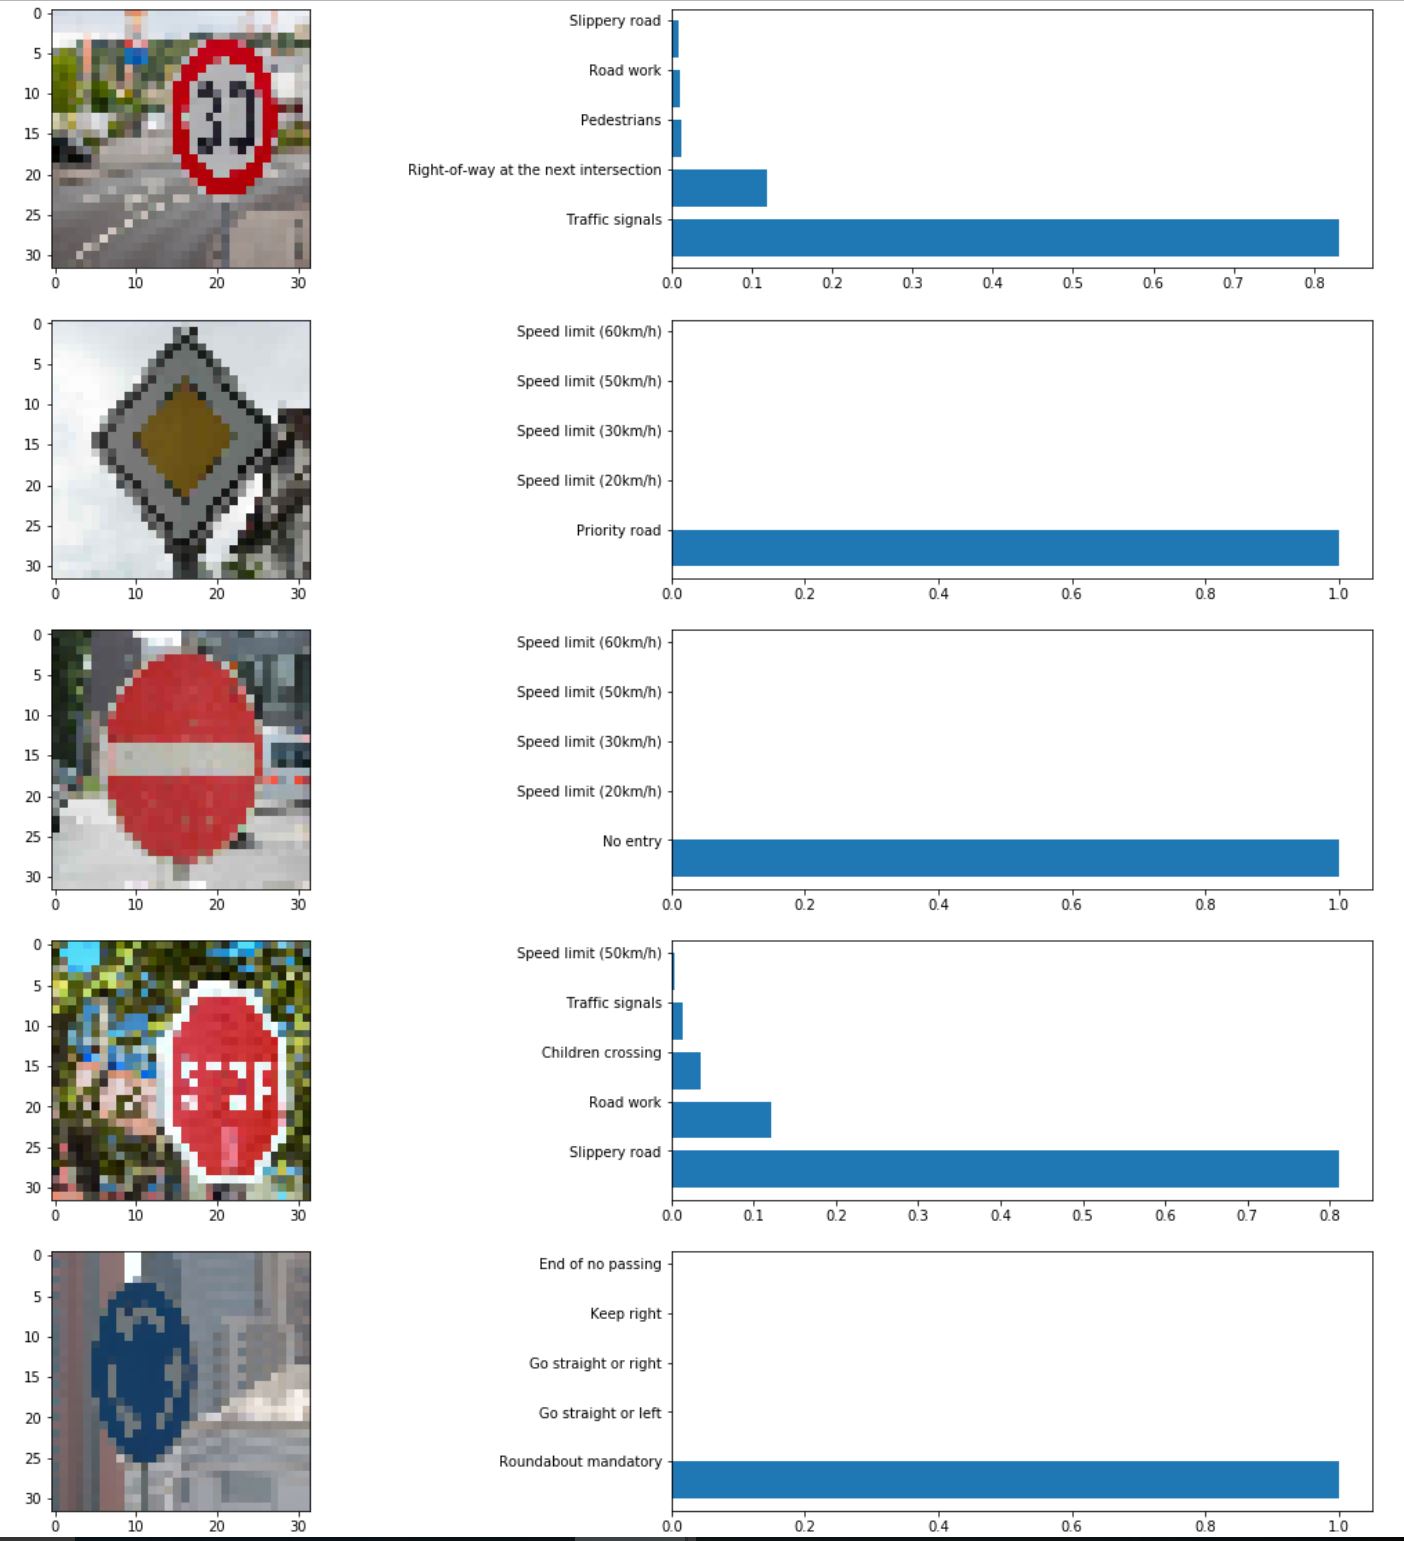 0
5
10
15
20
25
30
0 10 20 30
30
Slippery road
Road work
Pedestrians
Right-of-way at the next intersection
Traffic signals
0.0 0.1 0.2 0.3 0.4 0.5 0.6 0.7 0.8
0
5
10
15
20
25
30
0 10 20 30
Speed limit (60km/h)
Speed limit (50km/h)
Speed limit (30km/h)
Speed limit (20km/h)
Priority road
0.0 0.2 0.4 0.6 0.8 1.0
0
5
10
15
20
25
30
0 10 20 30
Speed limit (60km/h)
Speed limit (50km/h)
Speed limit (30km/h)
Speed limit (20km/h)
No entry
0.0 0.2 0.4 0.6 0.8 1.0
0
5
10
15
20
25
30
0 10 20 30
STOP
Speed limit (50km/h)
Traffic signals
Children crossing
Road work
Slippery road
0.0 0.1 0.2 0.3 0.4 0.5 0.6 0.7 0.8
0
5
10
15
20
25
30
0 10 20 30
End of no passing
Keep right
Go straight or right
Go straight or left
Roundabout mandatory
0.0 0.2 0.4 0.6 0.8 1.0